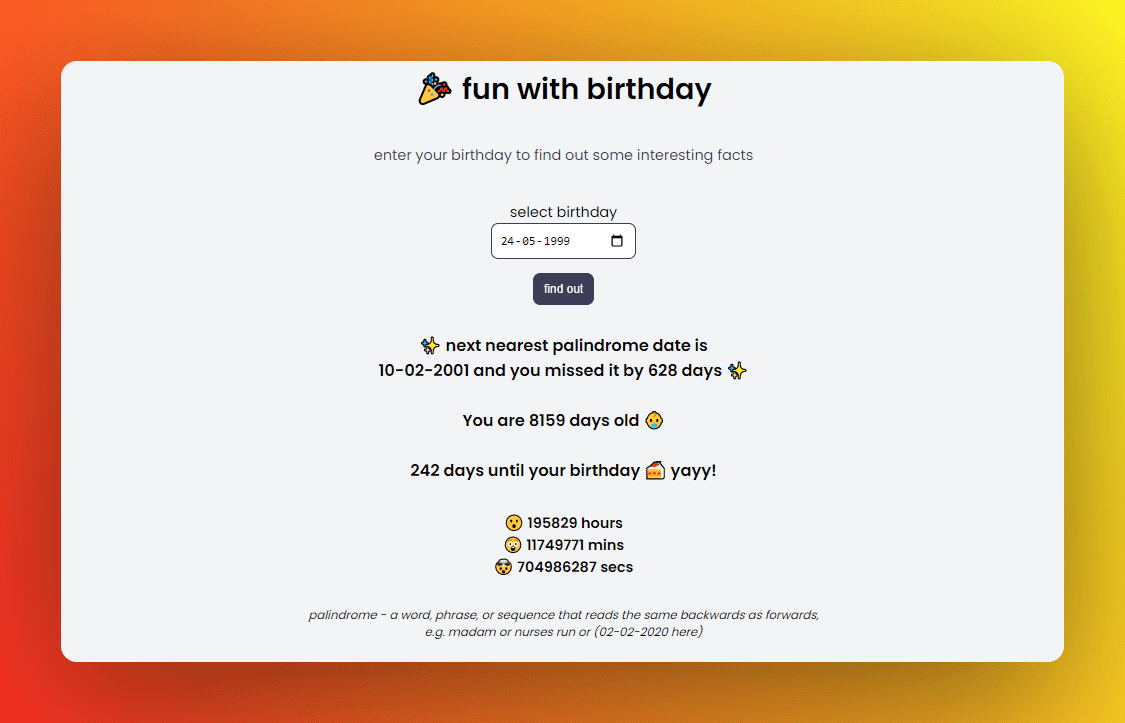 🎉 fun with birthday
enter your birthday to find out some interesting facts
select birthday
24-05-1999
find out
✨ next nearest palindrome date is
10-02-2001 and you missed it by 628 days ✨
You are 8159 days old 👶
242 days until your birthday 🍰 yayy!
😮 195829 hours
😲 11749771 mins
🤯 704986287 secs
palindrome - a word, phrase, or sequence that reads the same backwards as forwards,
e.g. madam or nurses run or (02-02-2020 here)